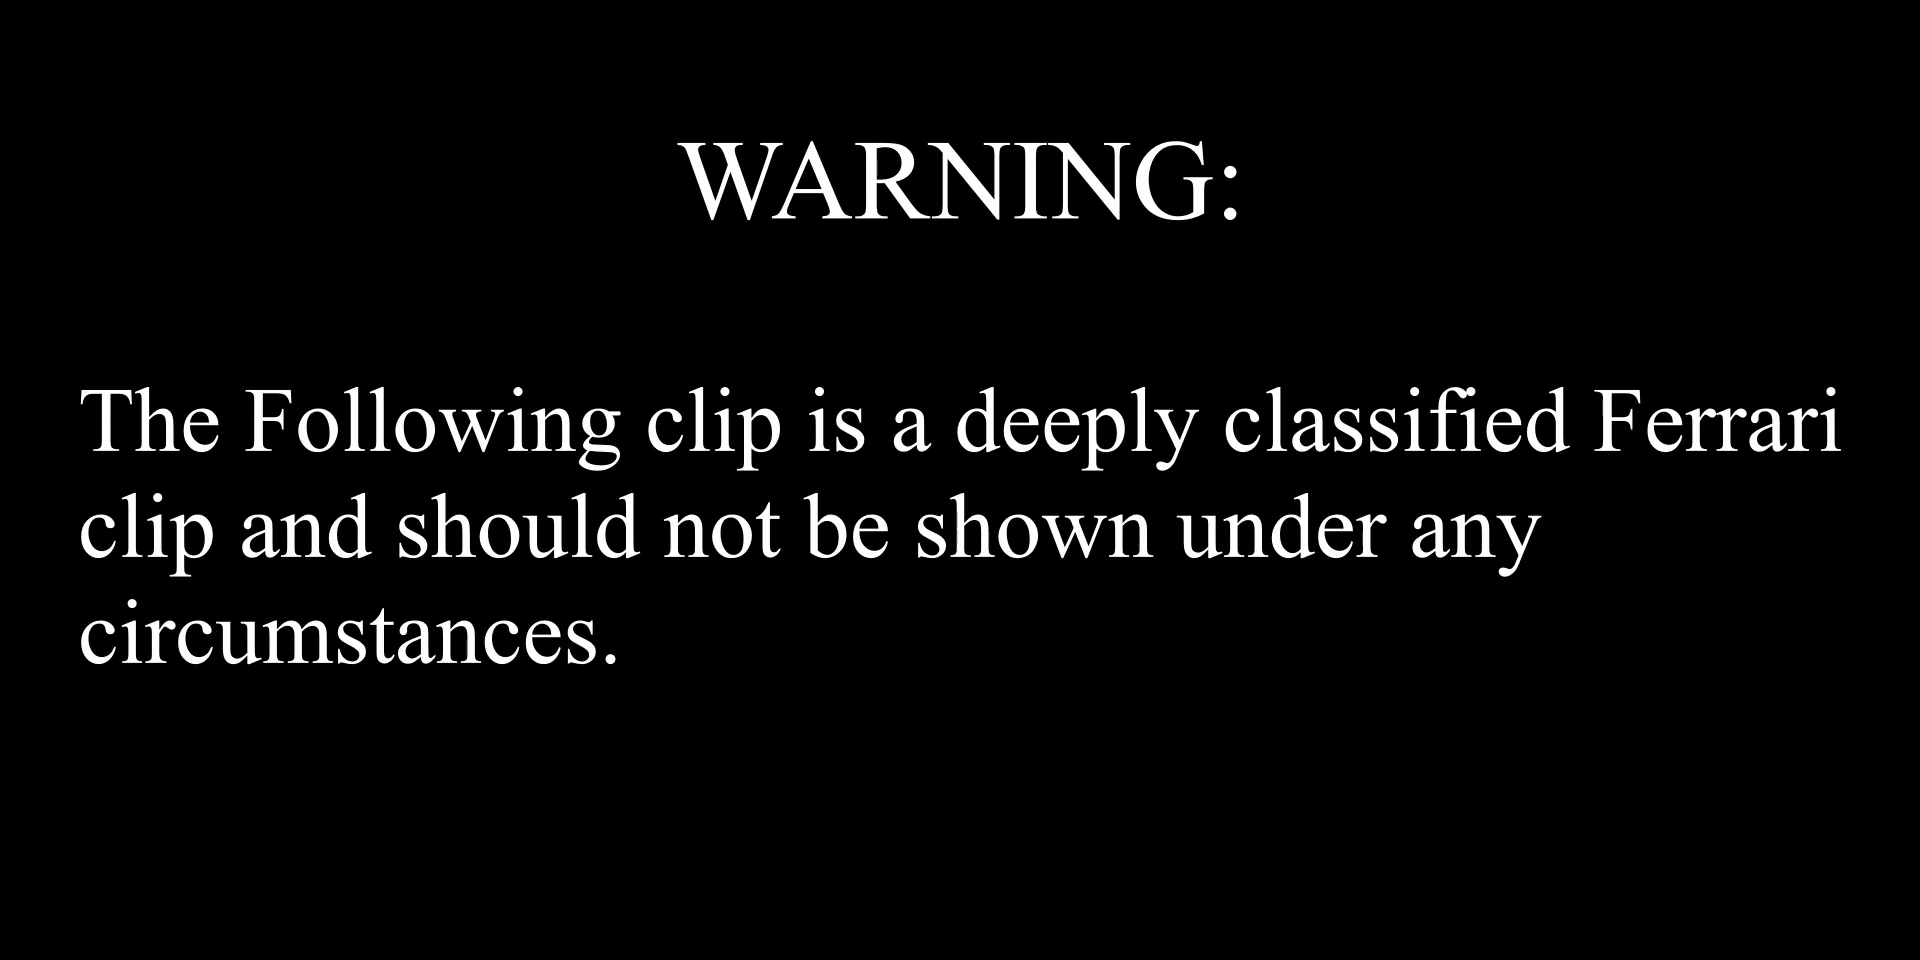 WARNING:
The Following clip is a deeply classified Ferrari
clip and should not be shown under any
circumstances.